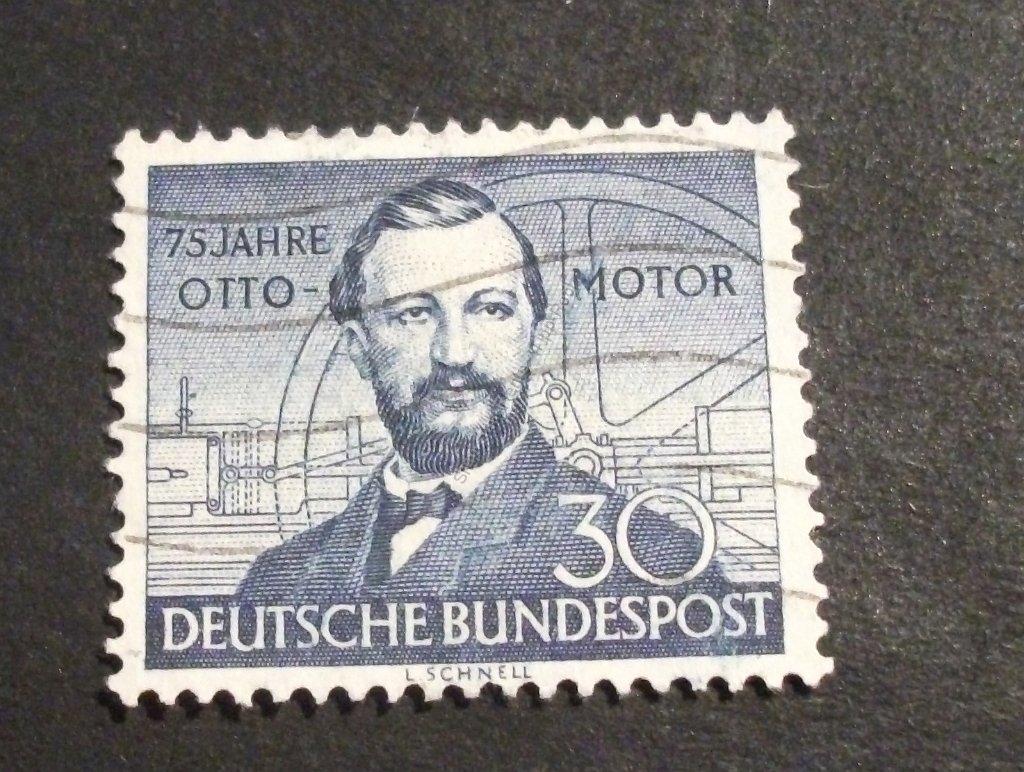 75 JAHRE
OTTO-MOTOR
30
DEUTSCHE BUNDESPOST
L. SCHNELL